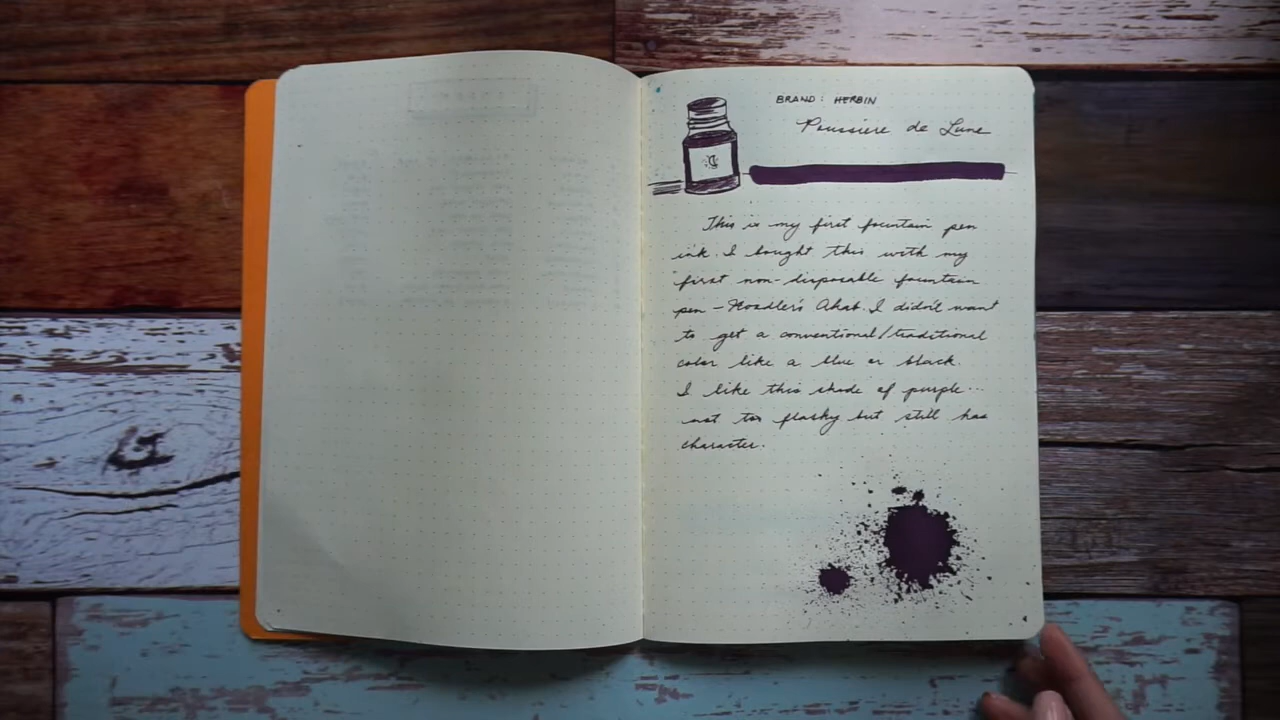 BRAND: HERBIN
Poussiere de Lune
This is my first fountain pen
ink. I bought this with my
first non-disposable fountain
pen – Noodler's Ahab. I didn't want
to get a conventional/traditional
color like a blue or black.
I like this shade of purple...
not too flashy but still has
character.